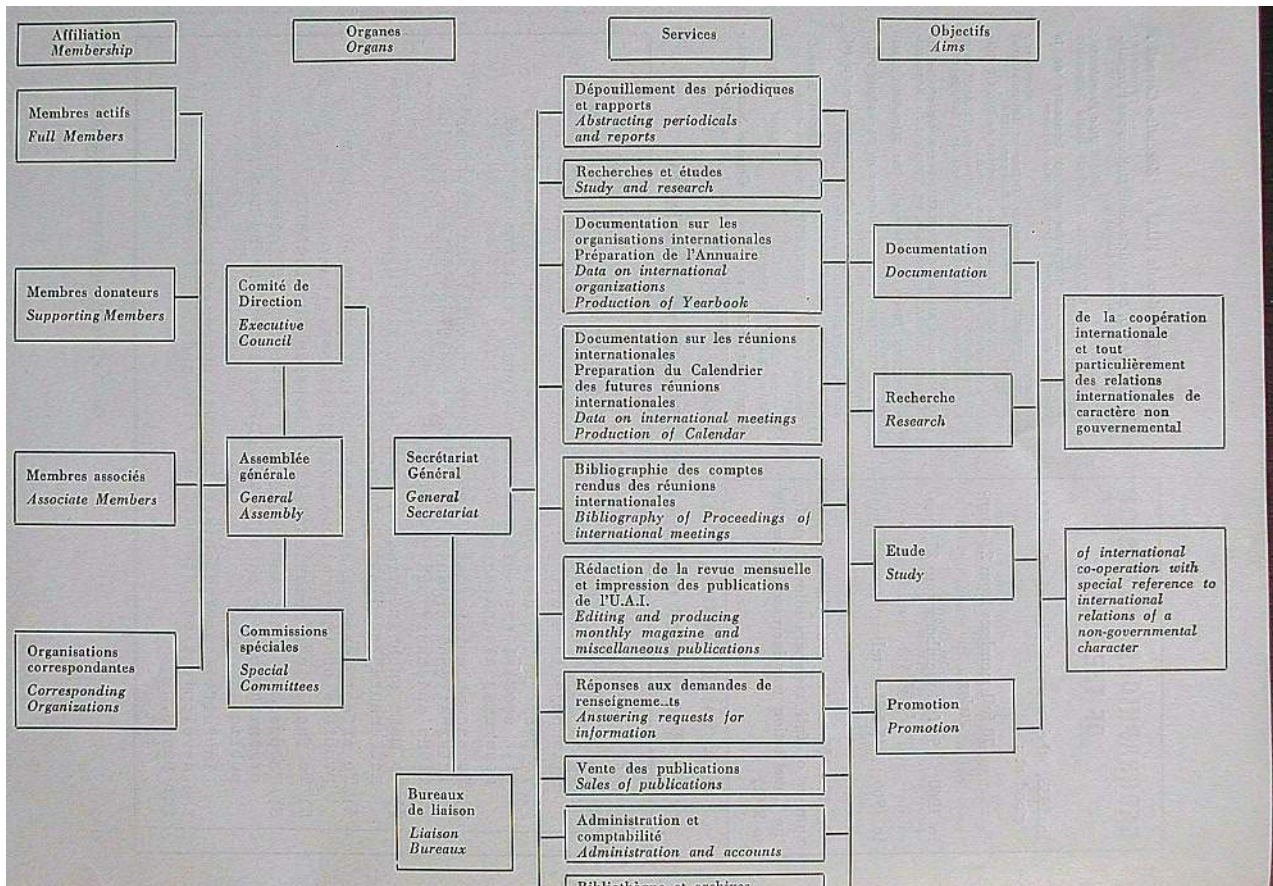 Affiliation
Membership
Organes
Organs
Services
Objectifs
Aims
Membres actifs
Full Members
Membres donateurs
Supporting Members
Membres associés
Associate Members
Organisations
correspondantes
Corresponding
Organizations
Comité de
Direction
Executive
Council
Assemblée
générale
General
Assembly
Commissions
spéciales
Special
Committees
Secrétariat
Général
General
Secretariat
Bureaux
de liaison
Liaison
Bureaux
Dépouillement des périodiques
et rapports
Abstracting periodicals
and reports
Recherches et études
Study and research
Documentation sur les
organisations internationales
Préparation de l'Annuaire
Data on international
organizations
Production of Yearbook
Documentation sur les réunions
internationales
Preparation du Calendrier
des futures réunions
internationales
Data on international meetings
Production of Calendar
Bibliographie des comptes
rendus des réunions
internationales
Bibliography of Proceedings of
international meetings
Rédaction de la revue mensuelle
et impression des publications
de l'U.A.I.
Editing and producing
monthly magazine and
miscellaneous publications
Réponses aux demandes de
renseigneme..ts
Answering requests for
information
Vente des publications
Sales of publications
Administration et
comptabilité
Administration and accounts
Bibliothèque et archives
Documentation
Documentation
Recherche
Research
Etude
Study
Promotion
Promotion
de la coopération
internationale
et tout
particulièrement
des relations
internationales de
caractère non
gouvernemental
of international
co-operation with
special reference to
international
relations of a
non-governmental
character